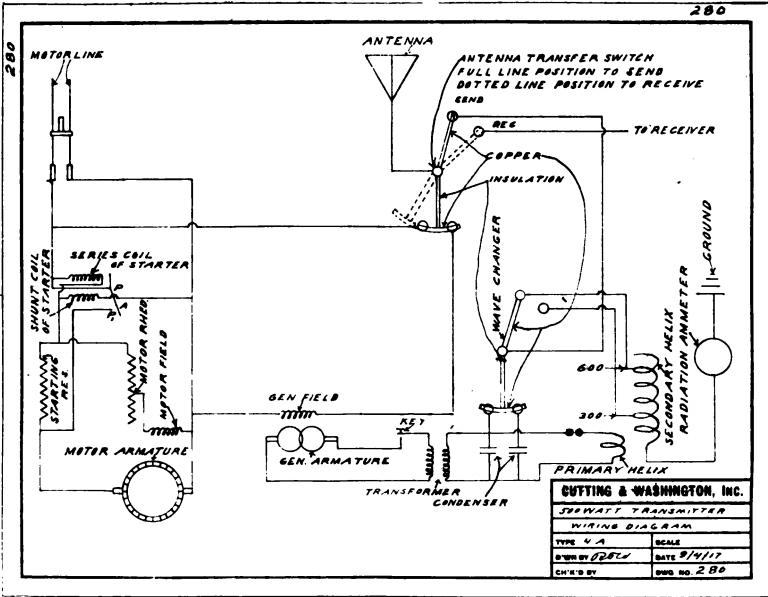 280
280
MOTOR LINE
ANTENNA
ANTENNA TRANSFER SWITCH
FULL LINE POSITION TO SEND
DOTTED LINE POSITION TO RECEIVE
SEND
REC
TO RECEIVER
COPPER
INSULATION
SERIES COIL
OF STARTER
SHUNT COIL
OF STARTER
P
A
P,
WAVE CHANGER
GROUND
STARTING
RES.
MOTOR RHEO
MOTOR FIELD
600
300
SECONDARY HELIX
RADIATION AMMETER
GEN FIELD
KEY
MOTOR ARMATURE
GEN. ARMATURE
TRANSFORMER
CONDENSER
PRIMARY HELIX
CUTTING & WASHINGTON, INC.
500 WATT TRANSMITTER
WIRING DIAGRAM
TYPE 4 A
SCALE
D'WN BY
DATE 9/4/17
CH'K'D BY
DWG NO. 280